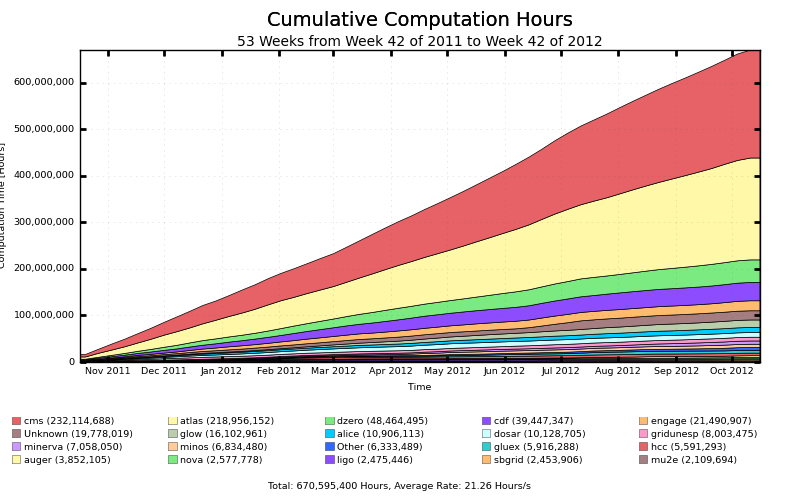 Cumulative Computation Hours
53 Weeks from Week 42 of 2011 to Week 42 of 2012
600,000,000
500,000,000
400,000,000
300,000,000
200,000,000
100,000,000
0
Computation Time [Hours]
Nov 2011 Dec 2011 Jan 2012 Feb 2012 Mar 2012 Apr 2012 May 2012 Jun 2012 Jul 2012 Aug 2012 Sep 2012 Oct 2012
Time
cms (232,114,688) atlas (218,956,152) dzero (48,464,495) cdf (39,447,347) engage (21,490,907)
Unknown (19,778,019) glow (16,102,961) alice (10,906,113) dosar (10,128,705) gridunesp (8,003,475)
minerva (7,058,050) minos (6,834,480) Other (6,333,489) gluex (5,916,288) hcc (5,591,293)
auger (3,852,105) nova (2,577,778) ligo (2,475,446) sbgrid (2,453,906) mu2e (2,109,694)
Total: 670,595,400 Hours, Average Rate: 21.26 Hours/s